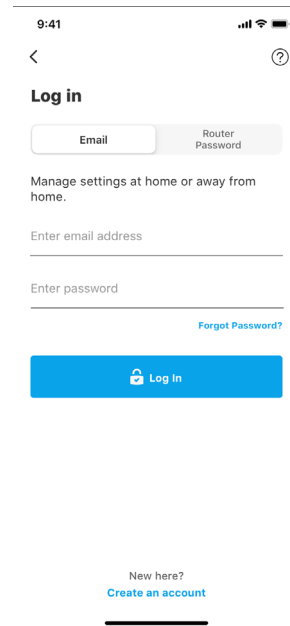 9:41
Log in
Email
Router
Password
Manage settings at home or away from
home.
Enter email address
Enter password
Forgot Password?
Log In
New here?
Create an account